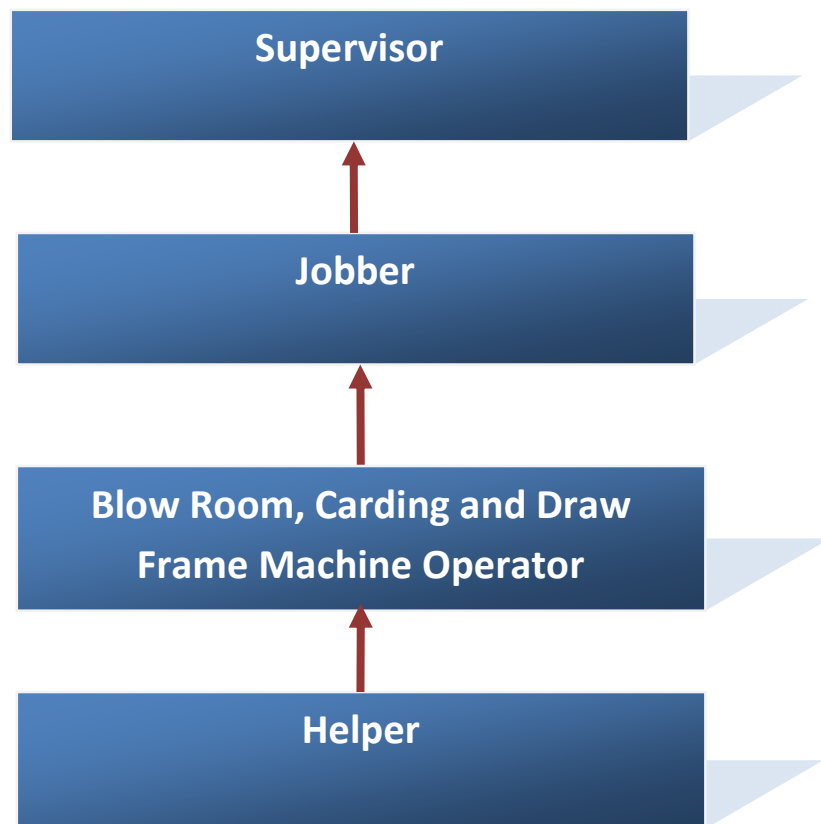 Supervisor
Jobber
Blow Room, Carding and Draw
Frame Machine Operator
Helper